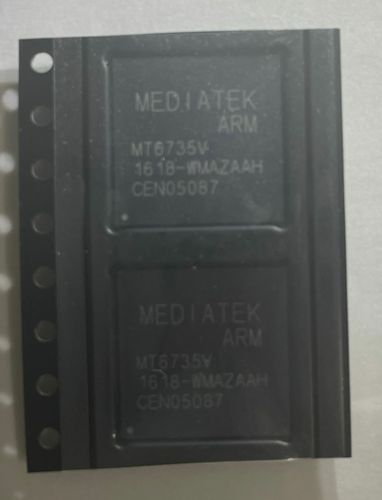 MEDIATEK
ARM
MT6735V
1618-WMAZAAH
CEN05087
MEDIATEK
ARM
MT6735V
1618-WMAZAAH
CEN05087